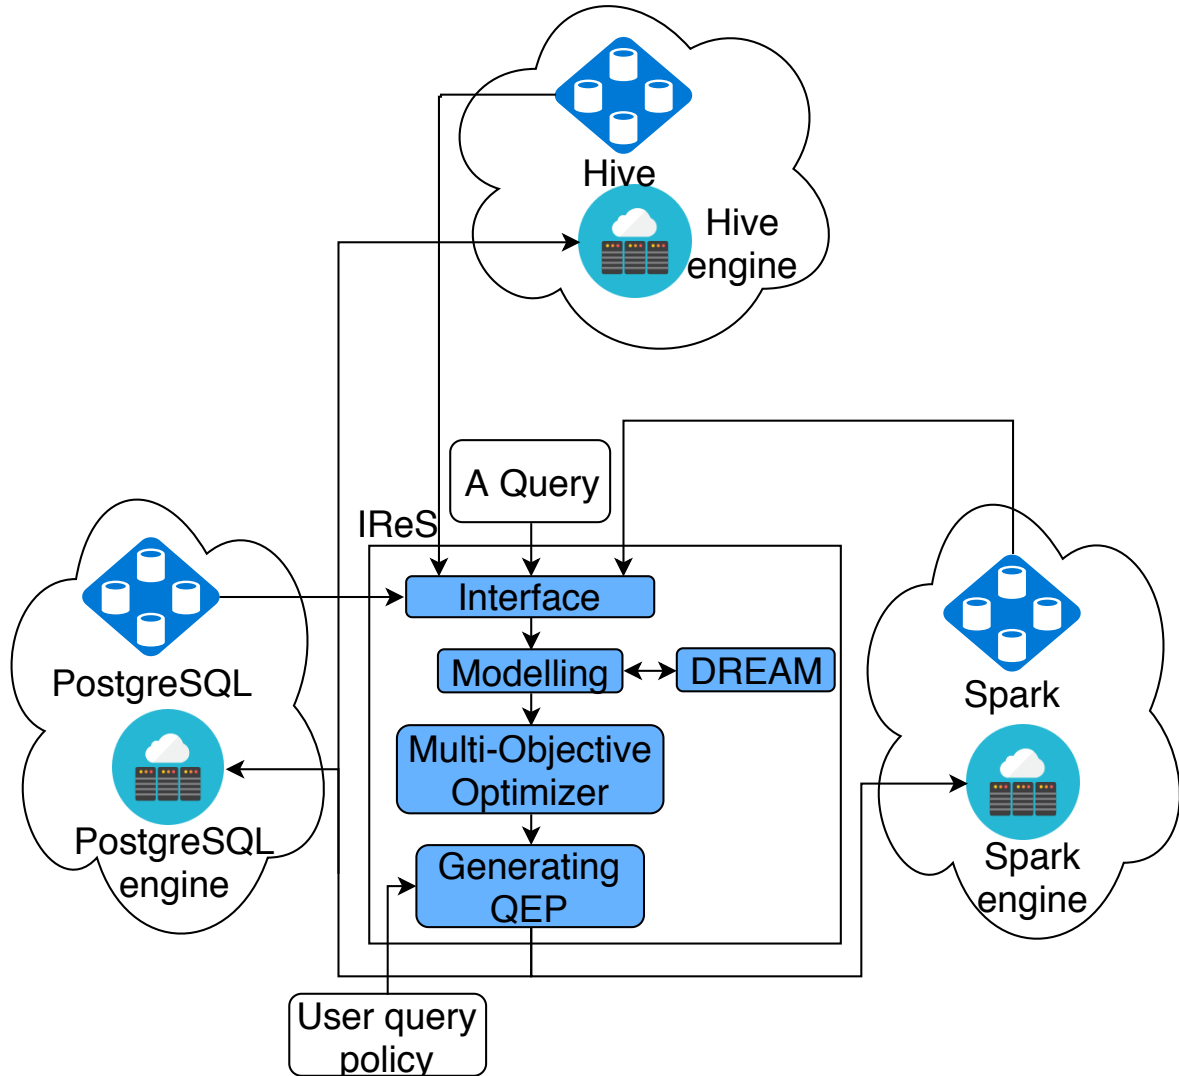 Hive
Hive
engine
A Query
IReS
Interface
Modelling
DREAM
Multi-Objective
Optimizer
Generating
QEP
User query
policy
PostgreSQL
PostgreSQL
engine
Spark
Spark
engine